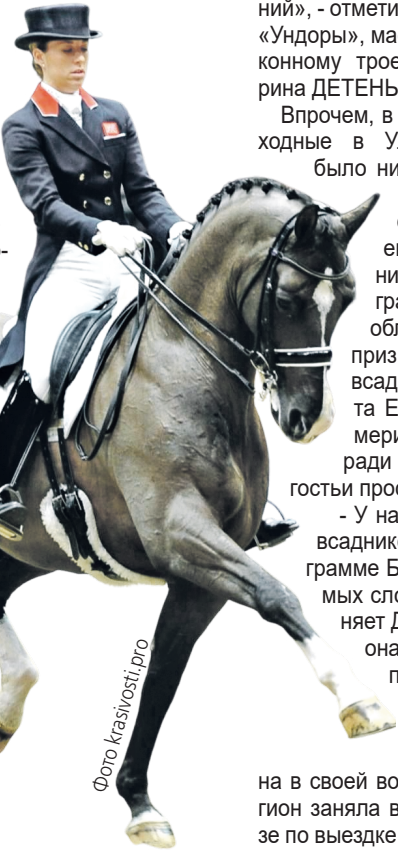 ний», - отмети
«Ундоры», ма
конному трое
рина ДЕТЕНЬ
Впрочем, в
ходные в У
было ни
е
ни
гра
обл
приз
всад
та Е
мери
ради
гостьи прос
- У на
всаднико
грамме Б
мых сло
няет Д
она
п
на в своей во
гион заняла в
зе по выездке
Фото krasivosti.pro